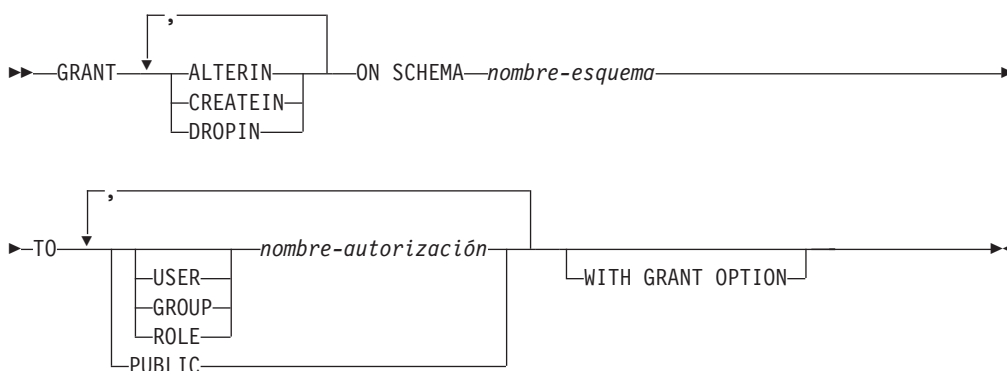 ,
GRANT ALTERIN ON SCHEMA nombre-esquema
CREATEIN
DROPIN
,
TO nombre-autorización
USER WITH GRANT OPTION
GROUP
ROLE
PUBLIC